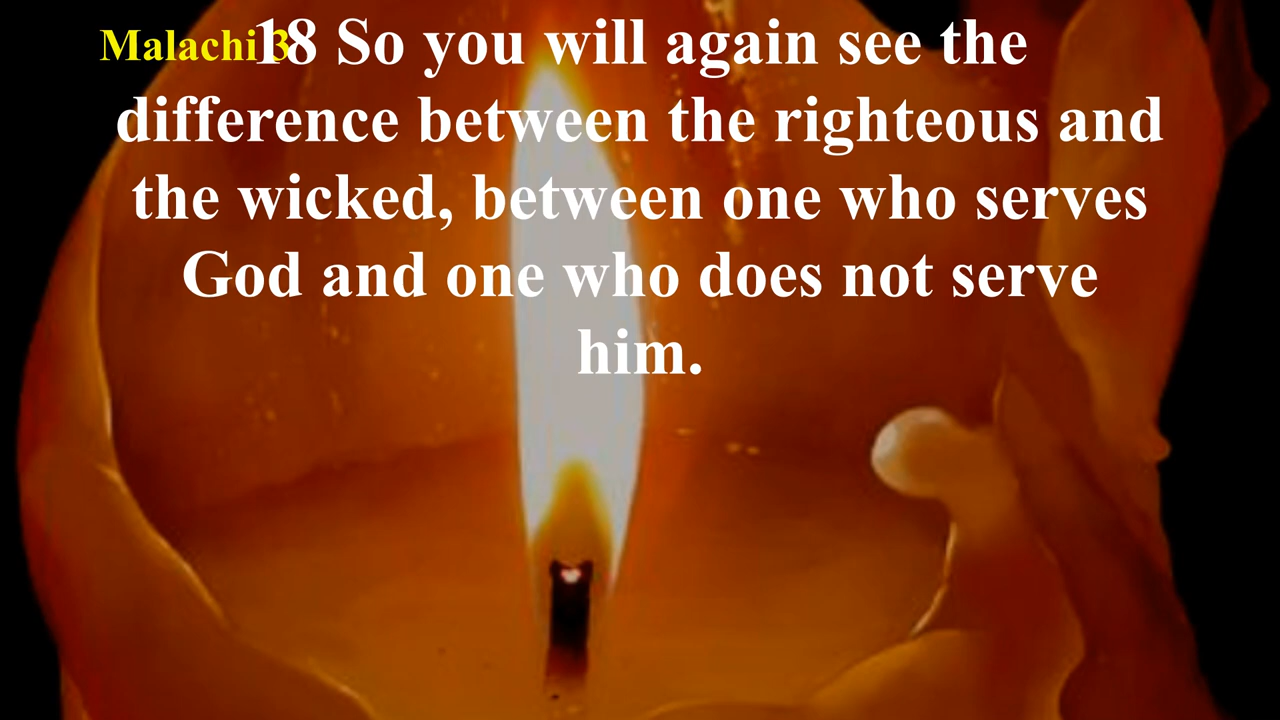 Malachi 3
18 So you will again see the
difference between the righteous and
the wicked, between one who serves
God and one who does not serve
him.